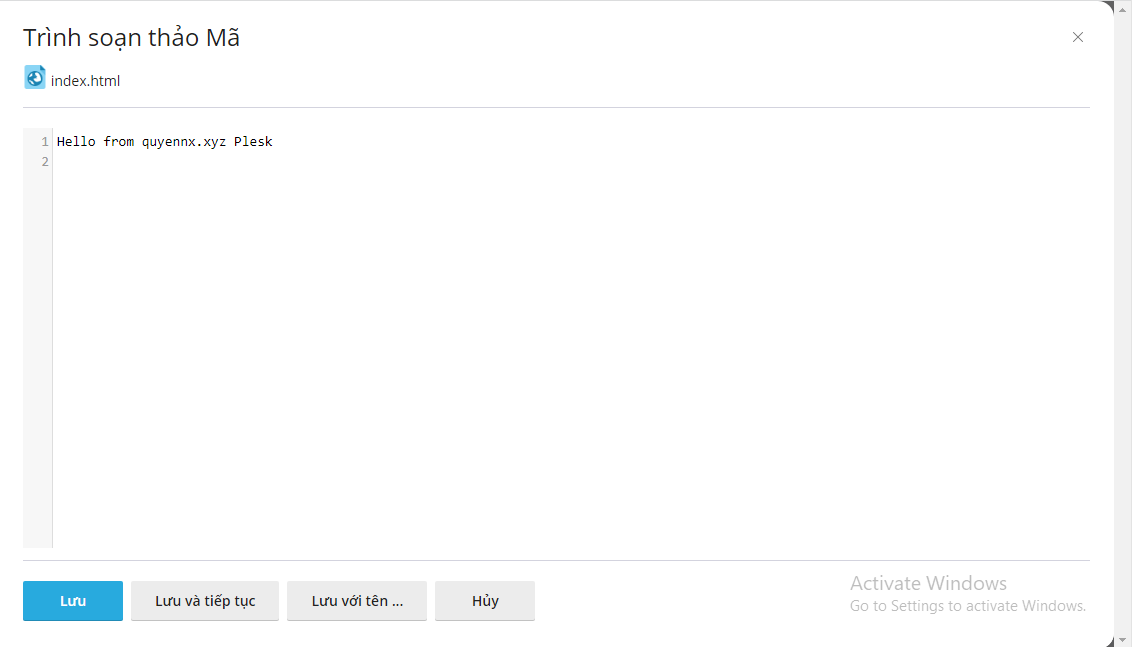 Trình soạn thảo Mã
index.html
1 Hello from quyennx.xyz Plesk
2
Lưu
Lưu và tiếp tục
Lưu với tên ...
Hủy
Activate Windows
Go to Settings to activate Windows.